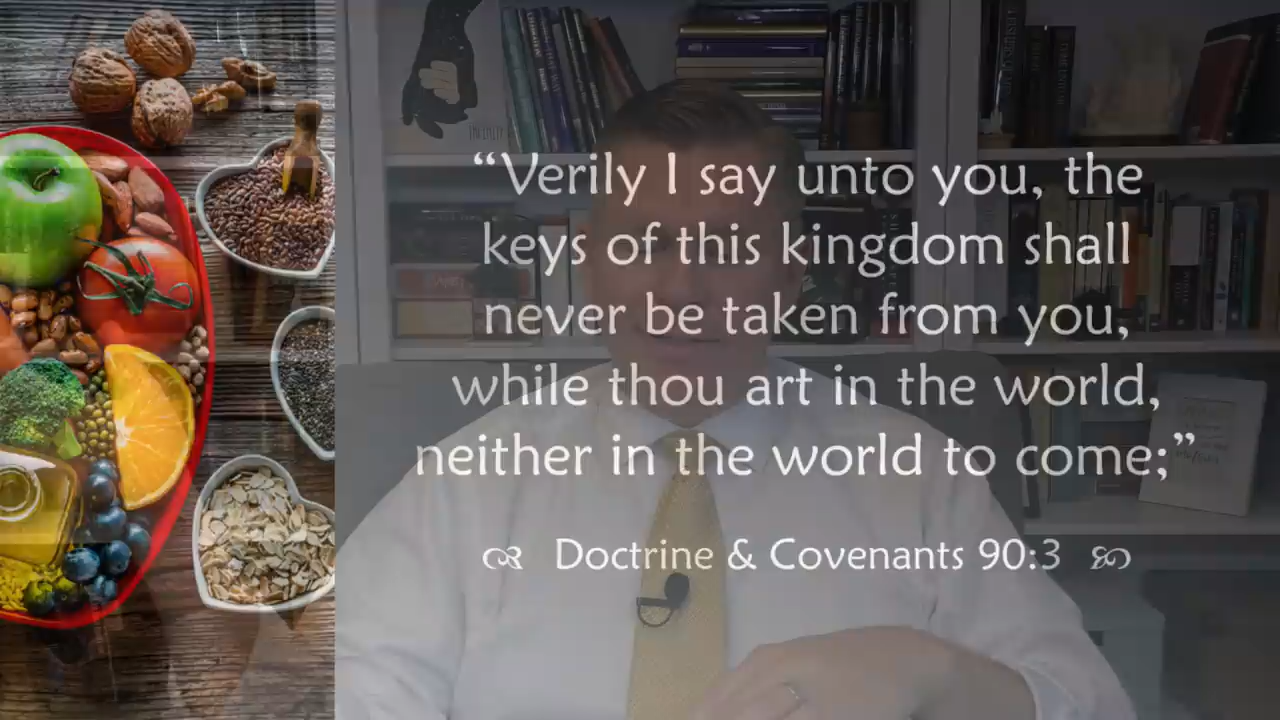 “Verily I say unto you, the
keys of this kingdom shall
never be taken from you,
while thou art in the world,
neither in the world to come;”
Doctrine & Covenants 90:3